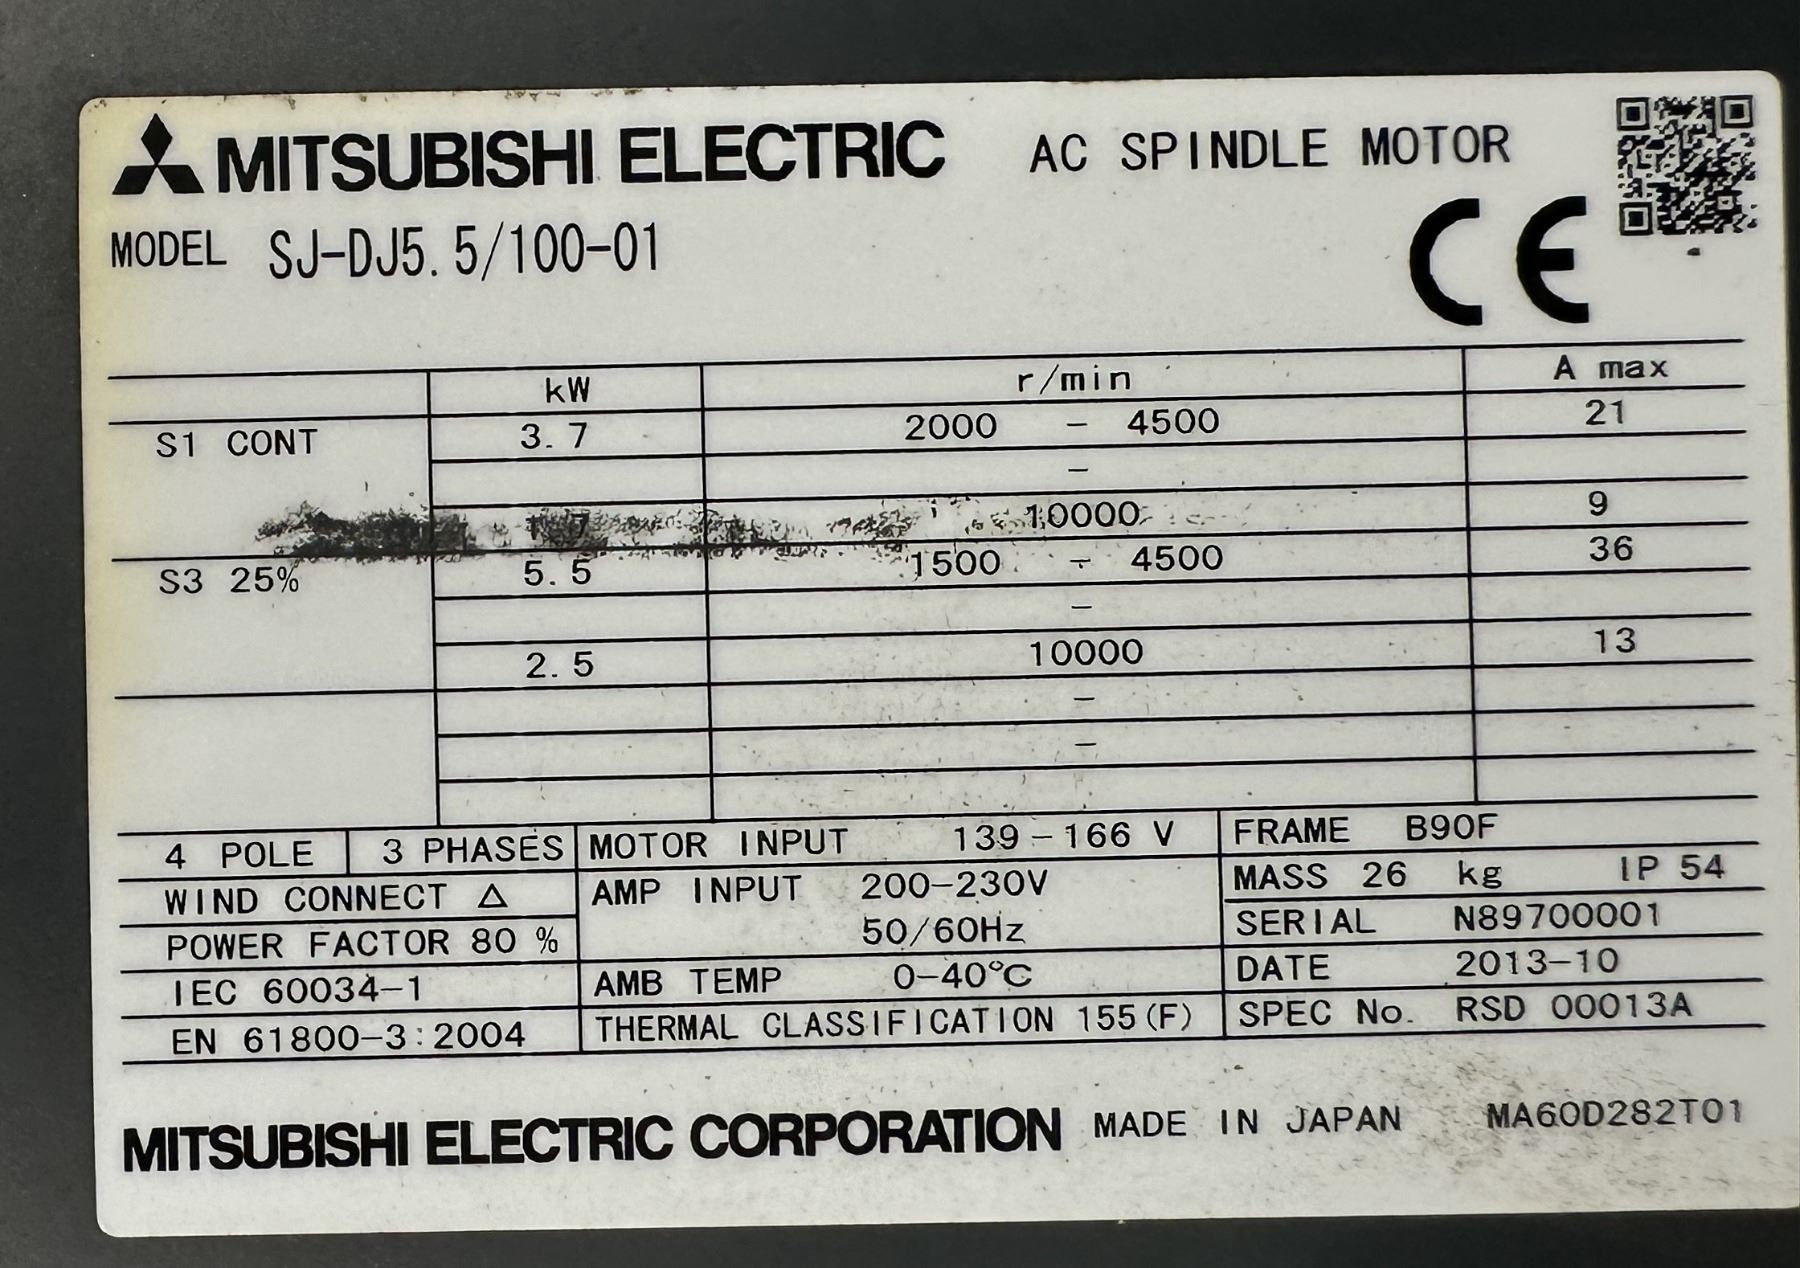 MITSUBISHI ELECTRIC AC SPINDLE MOTOR
MODEL SJ-DJ5.5/100-01
CE
kW r/min A max
S1 CONT 3.7 2000 - 4500 21
-
10000 9
S3 25% 5.5 1500 - 4500 36
-
2.5 10000 13
-
-
4 POLE 3 PHASES MOTOR INPUT 139-166 V FRAME B90F
WIND CONNECT △ AMP INPUT 200-230V MASS 26 kg IP 54
POWER FACTOR 80 % 50/60Hz SERIAL N89700001
IEC 60034-1 AMB TEMP 0-40℃ DATE 2013-10
EN 61800-3:2004 THERMAL CLASSIFICATION 155(F) SPEC No. RSD 00013A
MITSUBISHI ELECTRIC CORPORATION MADE IN JAPAN MA60D282T01